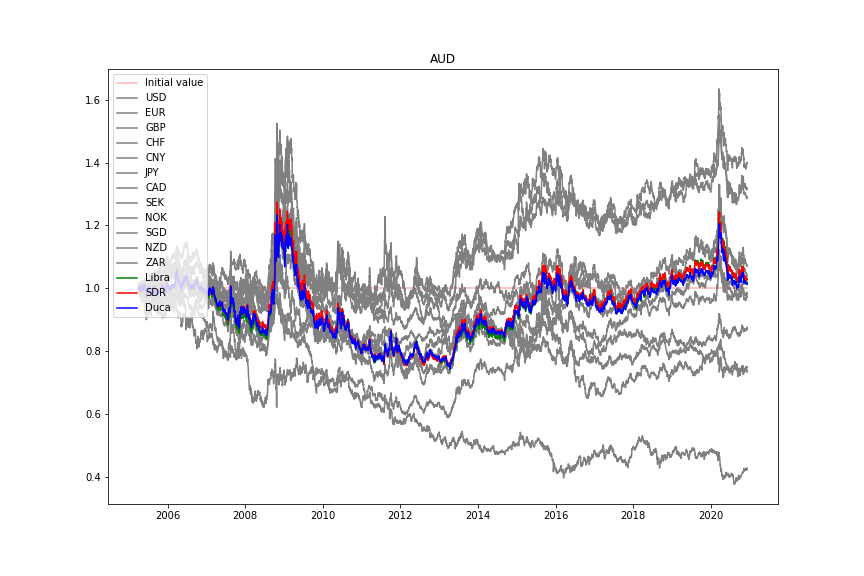 AUD
1.6
1.4
1.2
1.0
0.8
0.6
0.4
Initial value
USD
EUR
GBP
CHF
CNY
JPY
CAD
SEK
NOK
SGD
NZD
ZAR
Libra
SDR
Duca
2006 2008 2010 2012 2014 2016 2018 2020